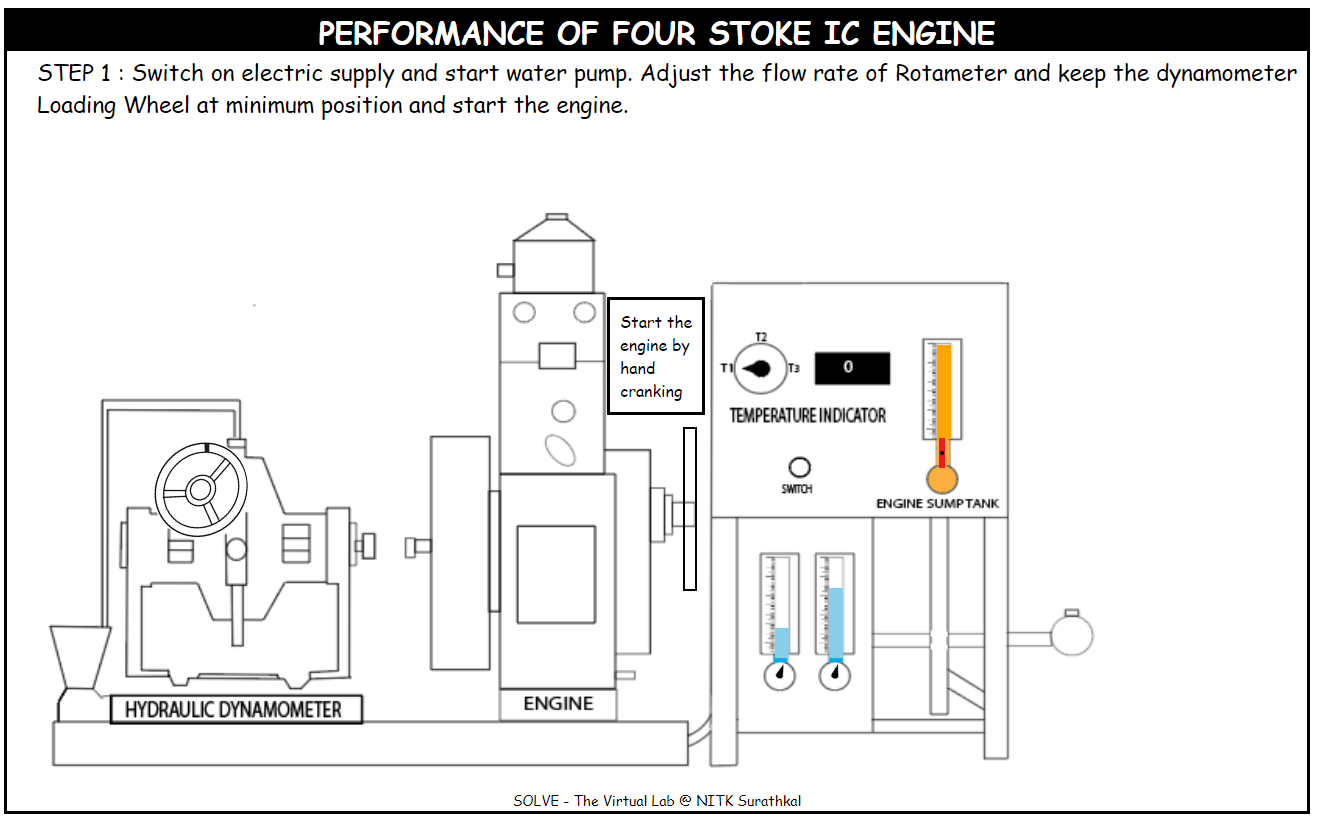 PERFORMANCE OF FOUR STOKE IC ENGINE
STEP 1 : Switch on electric supply and start water pump. Adjust the flow rate of Rotameter and keep the dynamometer
Loading Wheel at minimum position and start the engine.
Start the
engine by
hand
cranking
T2
T1
T3
0
TEMPERATURE INDICATOR
SWITCH
ENGINE SUMPTANK
HYDRAULIC DYNAMOMETER
ENGINE
SOLVE - The Virtual Lab @ NITK Surathkal